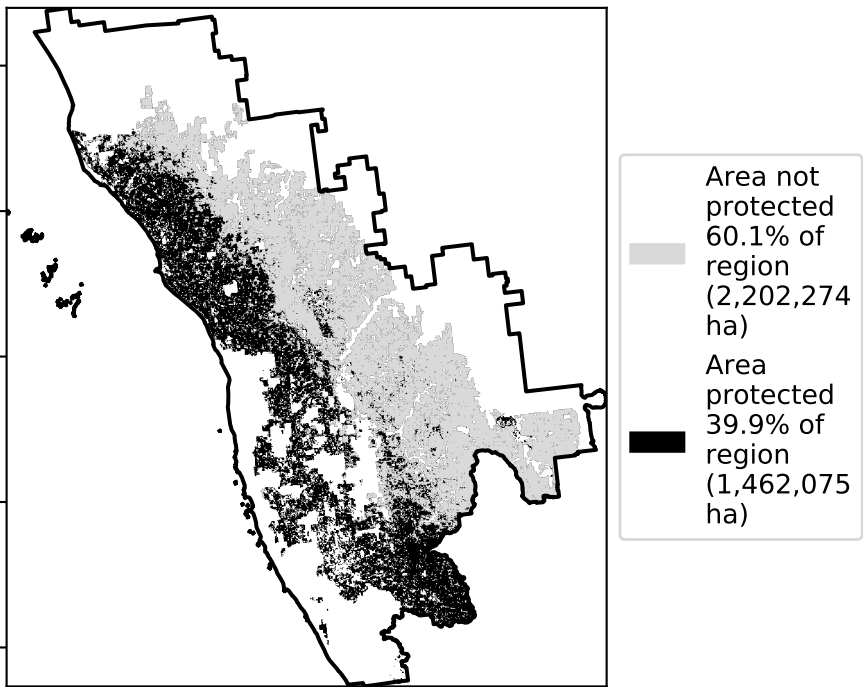 Area not
protected
60.1% of
region
(2,202,274
ha)
Area
protected
39.9% of
region
(1,462,075
ha)